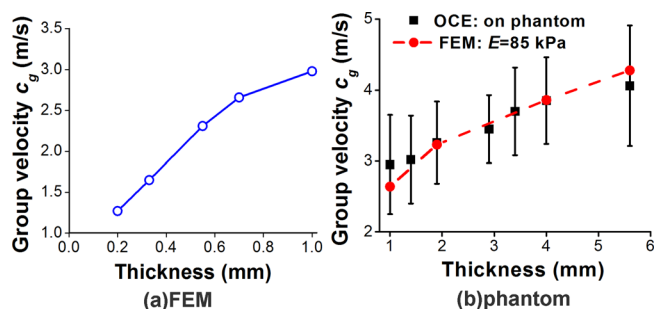 Group velocity c_g (m/s)
3.5
3.0
2.5
2.0
1.5
1.0
0.0 0.2 0.4 0.6 0.8 1.0
Thickness (mm)
(a)FEM
Group velocity c_g (m/s)
OCE: on phantom
FEM: E=85 kPa
5
4
3
2
1 2 3 4 5 6
Thickness (mm)
(b)phantom